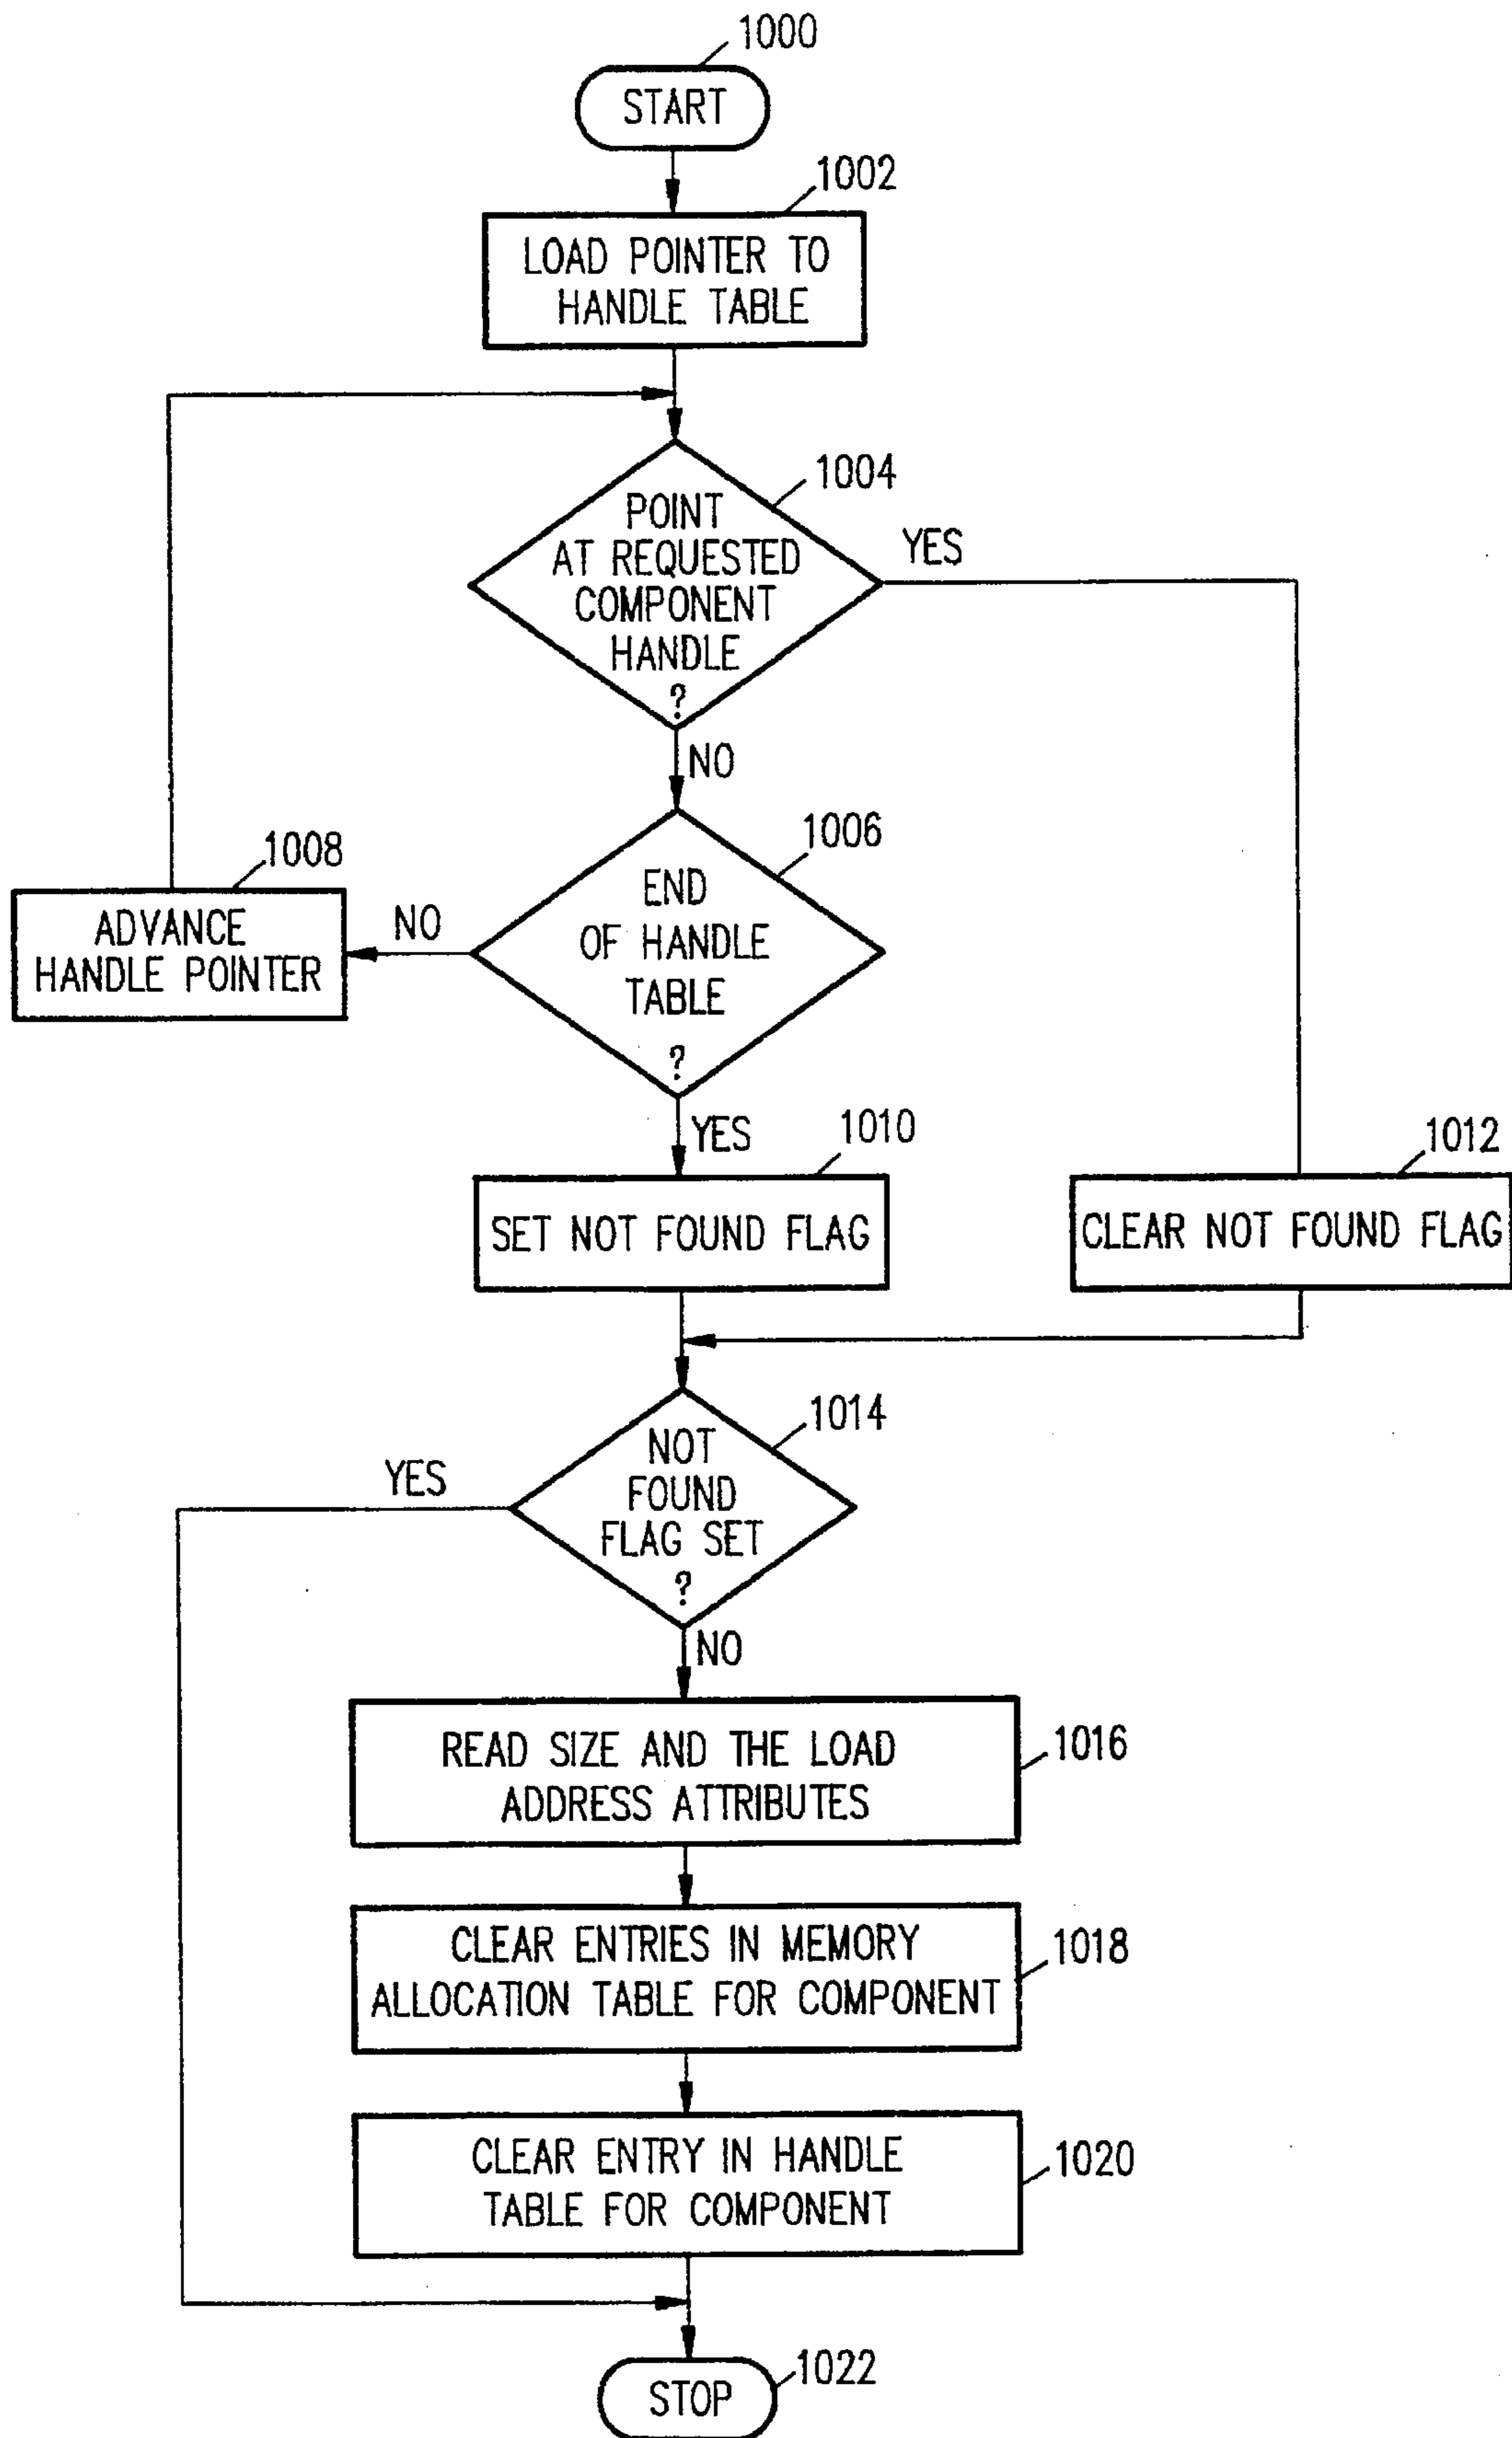 1000
START
1002
LOAD POINTER TO
HANDLE TABLE
1004
POINT
AT REQUESTED
COMPONENT
HANDLE
?
YES
NO
1006
END
OF HANDLE
TABLE
?
NO
1008
ADVANCE
HANDLE POINTER
YES
1010
SET NOT FOUND FLAG
1012
CLEAR NOT FOUND FLAG
1014
NOT
FOUND
FLAG SET
?
YES
NO
READ SIZE AND THE LOAD
ADDRESS ATTRIBUTES
1016
CLEAR ENTRIES IN MEMORY
ALLOCATION TABLE FOR COMPONENT
1018
CLEAR ENTRY IN HANDLE
TABLE FOR COMPONENT
1020
STOP
1022